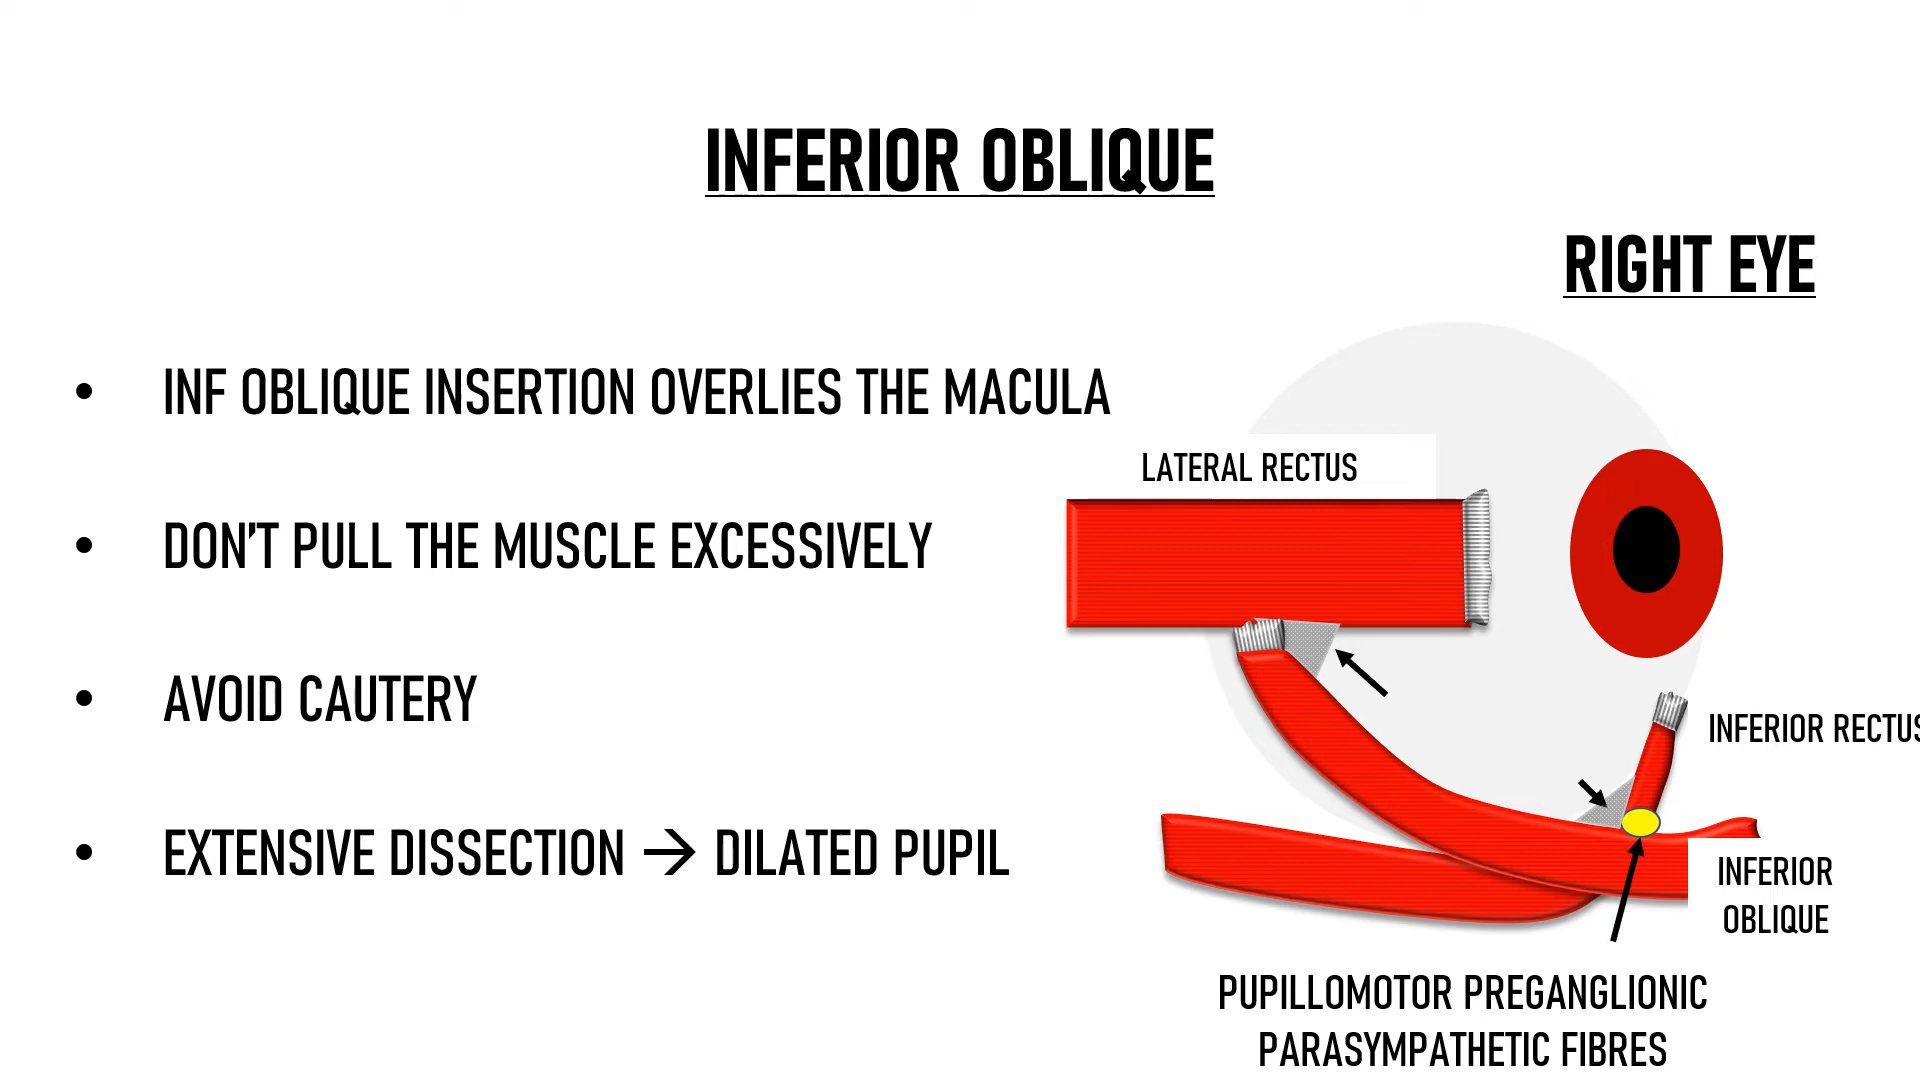 INFERIOR OBLIQUE
RIGHT EYE
• INF OBLIQUE INSERTION OVERLIES THE MACULA
LATERAL RECTUS
• DON'T PULL THE MUSCLE EXCESSIVELY
• AVOID CAUTERY
INFERIOR RECTUS
• EXTENSIVE DISSECTION → DILATED PUPIL
INFERIOR
OBLIQUE
PUPILLOMOTOR PREGANGLIONIC
PARASYMPATHETIC FIBRES